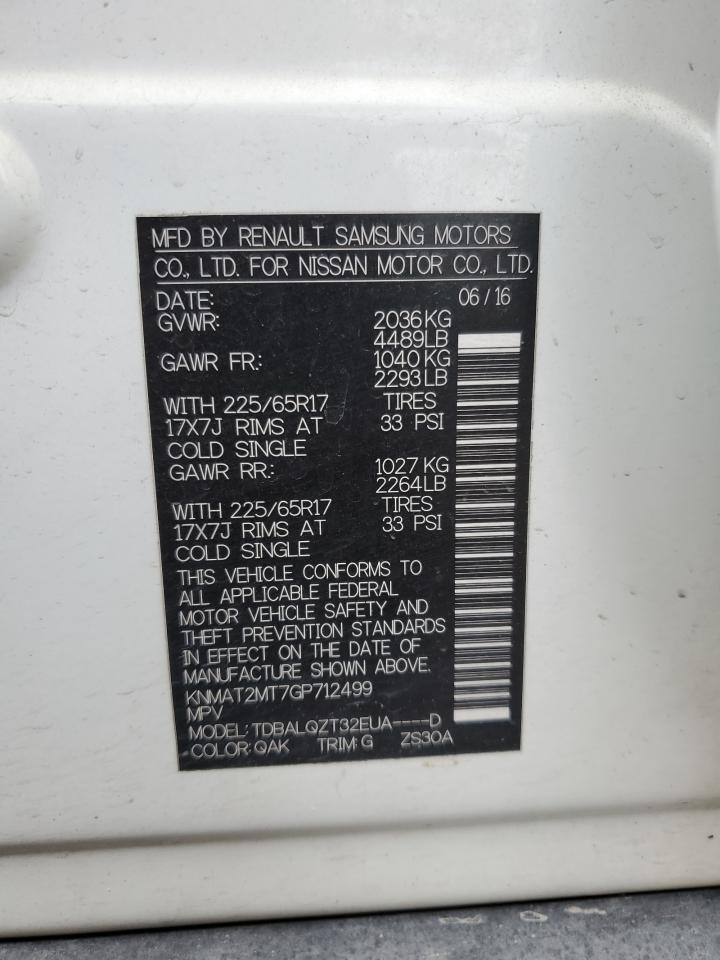 MFD BY RENAULT SAMSUNG MOTORS
CO., LTD. FOR NISSAN MOTOR CO., LTD.
DATE: 06 / 16
GVWR: 2036KG
4489LB
GAWR FR.: 1040KG
2293LB
WITH 225/65R17 TIRES
17X7J RIMS AT 33 PSI
COLD SINGLE
GAWR RR.: 1027KG
2264LB
WITH 225/65R17 TIRES
17X7J RIMS AT 33 PSI
COLD SINGLE
THIS VEHICLE CONFORMS TO
ALL APPLICABLE FEDERAL
MOTOR VEHICLE SAFETY AND
THEFT PREVENTION STANDARDS
IN EFFECT ON THE DATE OF
MANUFACTURE SHOWN ABOVE.
KNMAT2MT7GP712499
MPV
MODEL: TDBALQZT32EUA----D
COLOR: QAK TRIM: G ZS30A